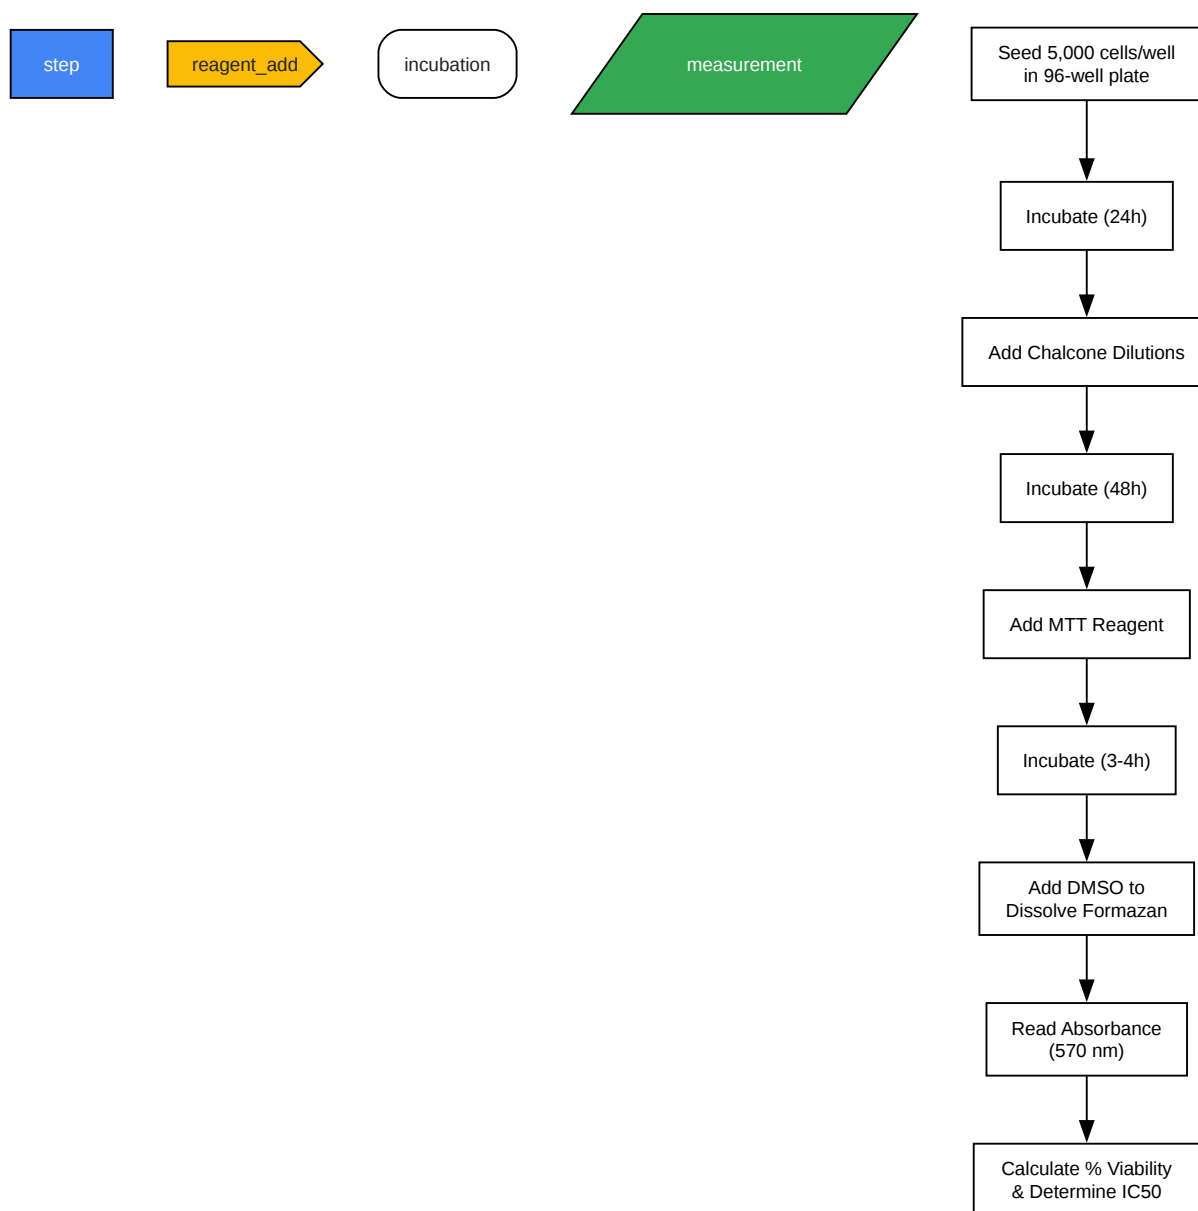 step
reagent_add
incubation
measurement
Seed 5,000 cells/well
in 96-well plate
Incubate (24h)
Add Chalcone Dilutions
Incubate (48h)
Add MTT Reagent
Incubate (3-4h)
Add DMSO to
Dissolve Formazan
Read Absorbance
(570 nm)
Calculate % Viability
& Determine IC50